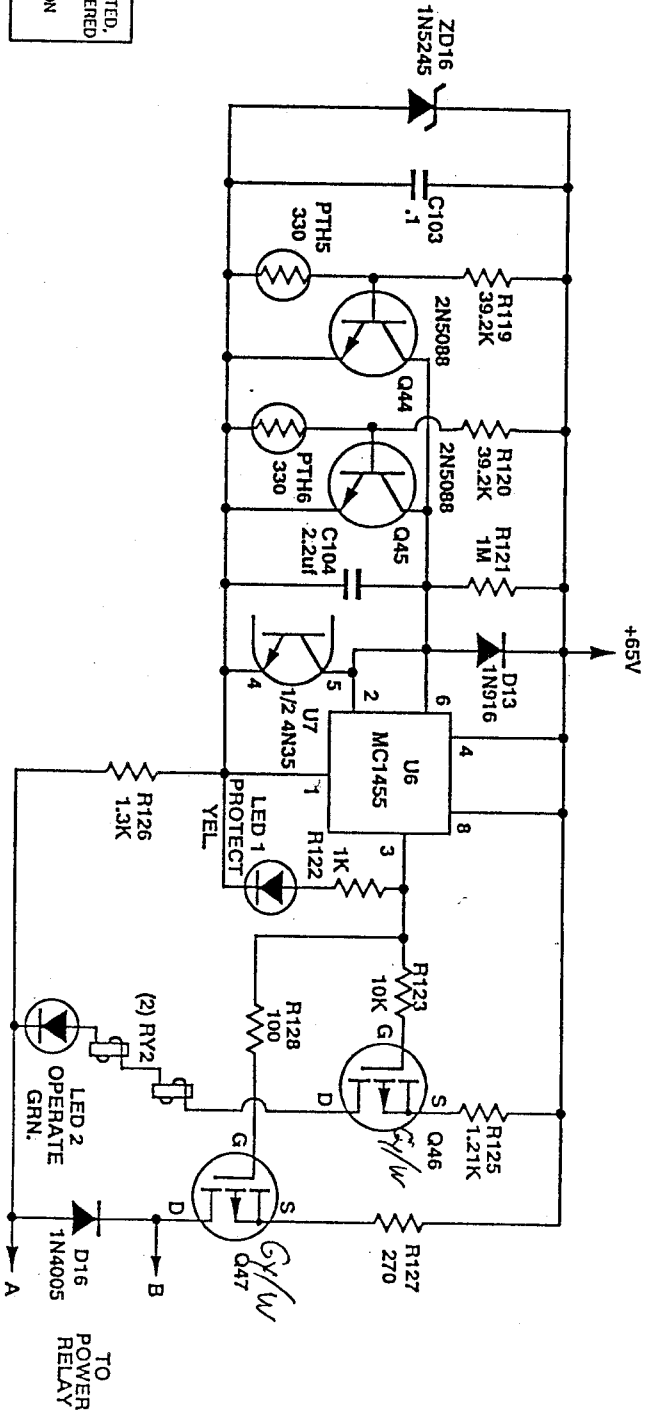 TED,
ERED
ON
ZD16
1N5245
C103
.1
PTH5
330
R119
39.2K
2N5088
Q44
PTH6
330
R120
39.2K
2N5088
Q45
C104
2.2uf
R121
1M
+65V
D13
1N916
U7
1/2 4N35
5
4
2
6
4
8
U6
MC1455
1
3
R126
1.3K
LED 1
PROTECT
YEL.
R122
1K
R123
10K
R128
100
(2) RY2
LED 2
OPERATE
GRN.
G
D
S
Q46
R125
1.21K
G
D
S
Q47
R127
270
D16
1N4005
B
A
TO
POWER
RELAY